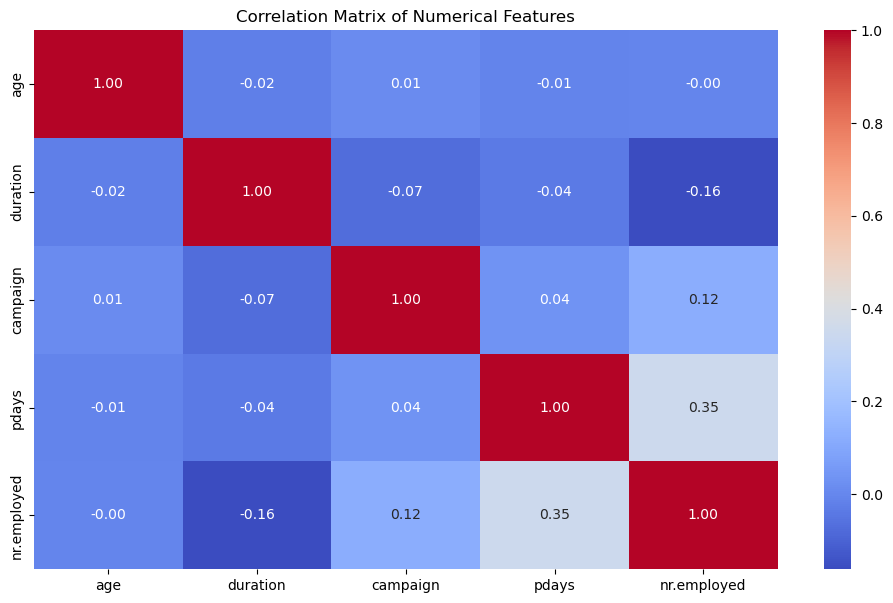 Correlation Matrix of Numerical Features
age 1.00 -0.02 0.01 -0.01 -0.00
duration -0.02 1.00 -0.07 -0.04 -0.16
campaign 0.01 -0.07 1.00 0.04 0.12
pdays -0.01 -0.04 0.04 1.00 0.35
nr.employed -0.00 -0.16 0.12 0.35 1.00
age duration campaign pdays nr.employed
1.0
0.8
0.6
0.4
0.2
0.0